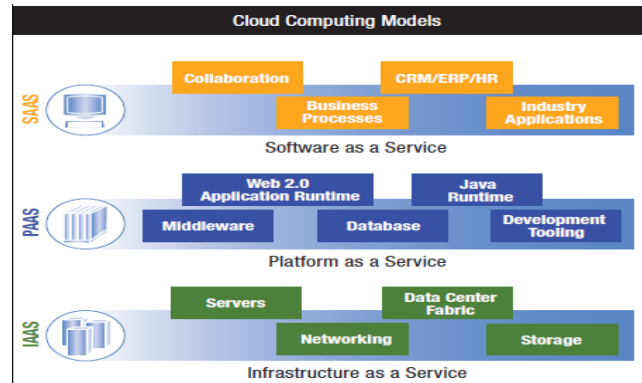 Cloud Computing Models
SAAS
Collaboration
CRM/ERP/HR
Business
Processes
Industry
Applications
Software as a Service
PAAS
Web 2.0
Application Runtime
Java
Runtime
Middleware
Database
Development
Tooling
Platform as a Service
IAAS
Servers
Data Center
Fabric
Networking
Storage
Infrastructure as a Service